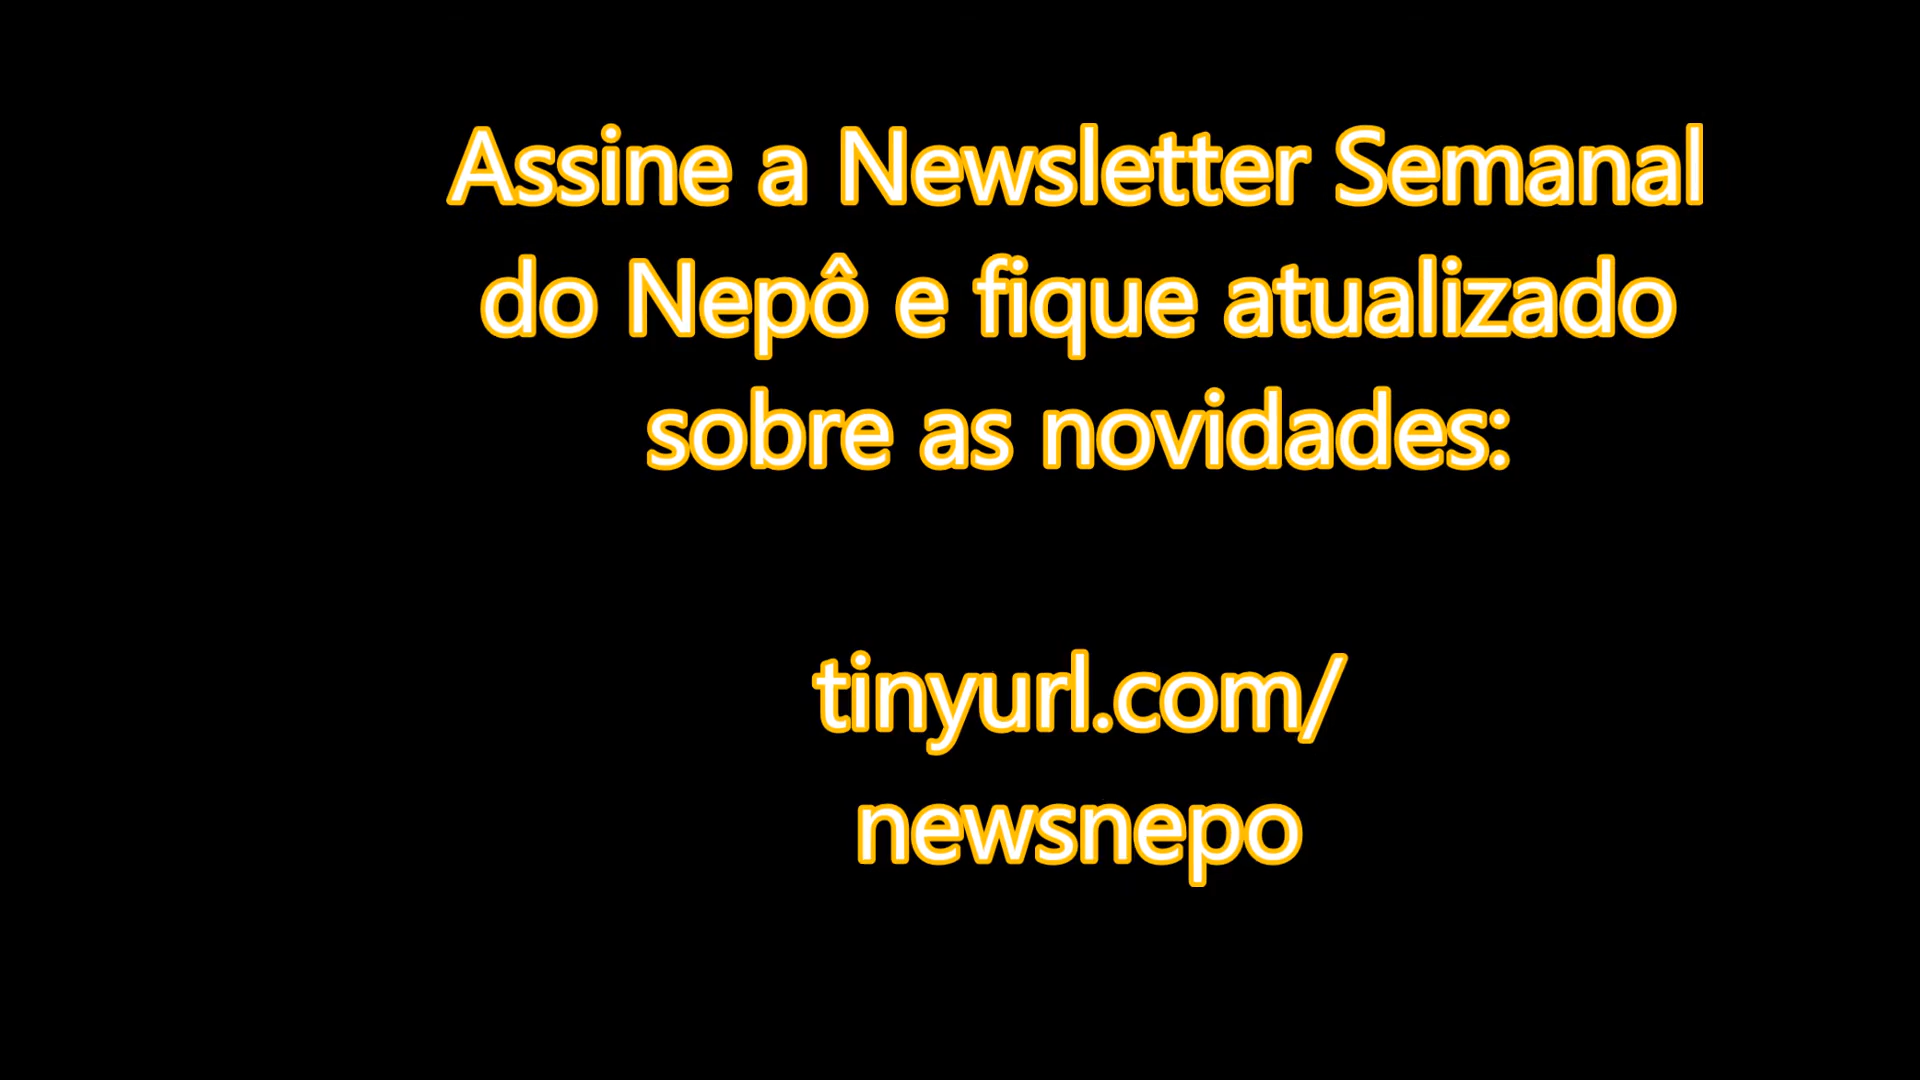 Assine a Newsletter Semanal
do Nepô e fique atualizado
sobre as novidades:
tinyurl.com/
newsnepo